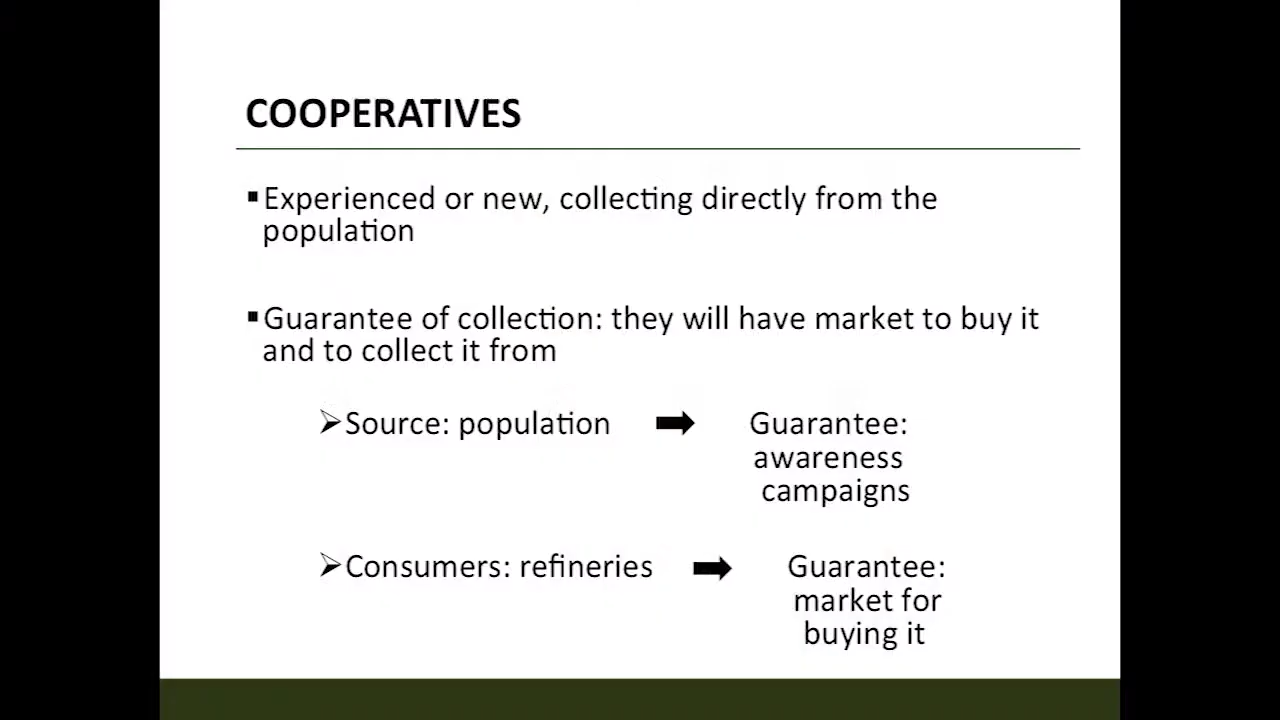 COOPERATIVES
▪Experienced or new, collecting directly from the
population
▪Guarantee of collection: they will have market to buy it
and to collect it from
➢Source: population ➡ Guarantee:
awareness
campaigns
➢Consumers: refineries ➡ Guarantee:
market for
buying it